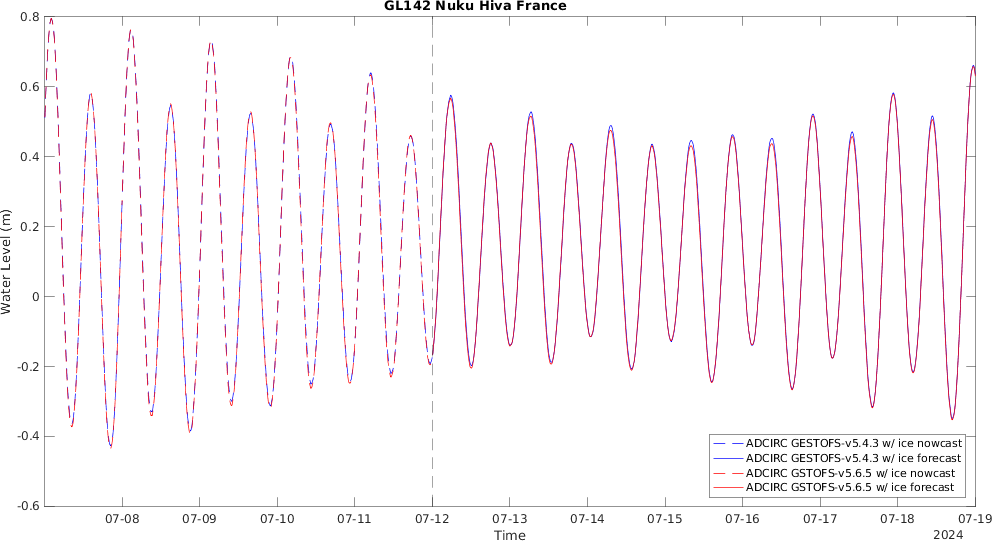 GL142 Nuku Hiva France
0.8
0.6
0.4
0.2
0
-0.2
-0.4
-0.6
Water Level (m)
ADCIRC GESTOFS-v5.4.3 w/ ice nowcast
ADCIRC GESTOFS-v5.4.3 w/ ice forecast
ADCIRC GSTOFS-v5.6.5 w/ ice nowcast
ADCIRC GSTOFS-v5.6.5 w/ ice forecast
07-08 07-09 07-10 07-11 07-12 07-13 07-14 07-15 07-16 07-17 07-18 07-19
Time
2024